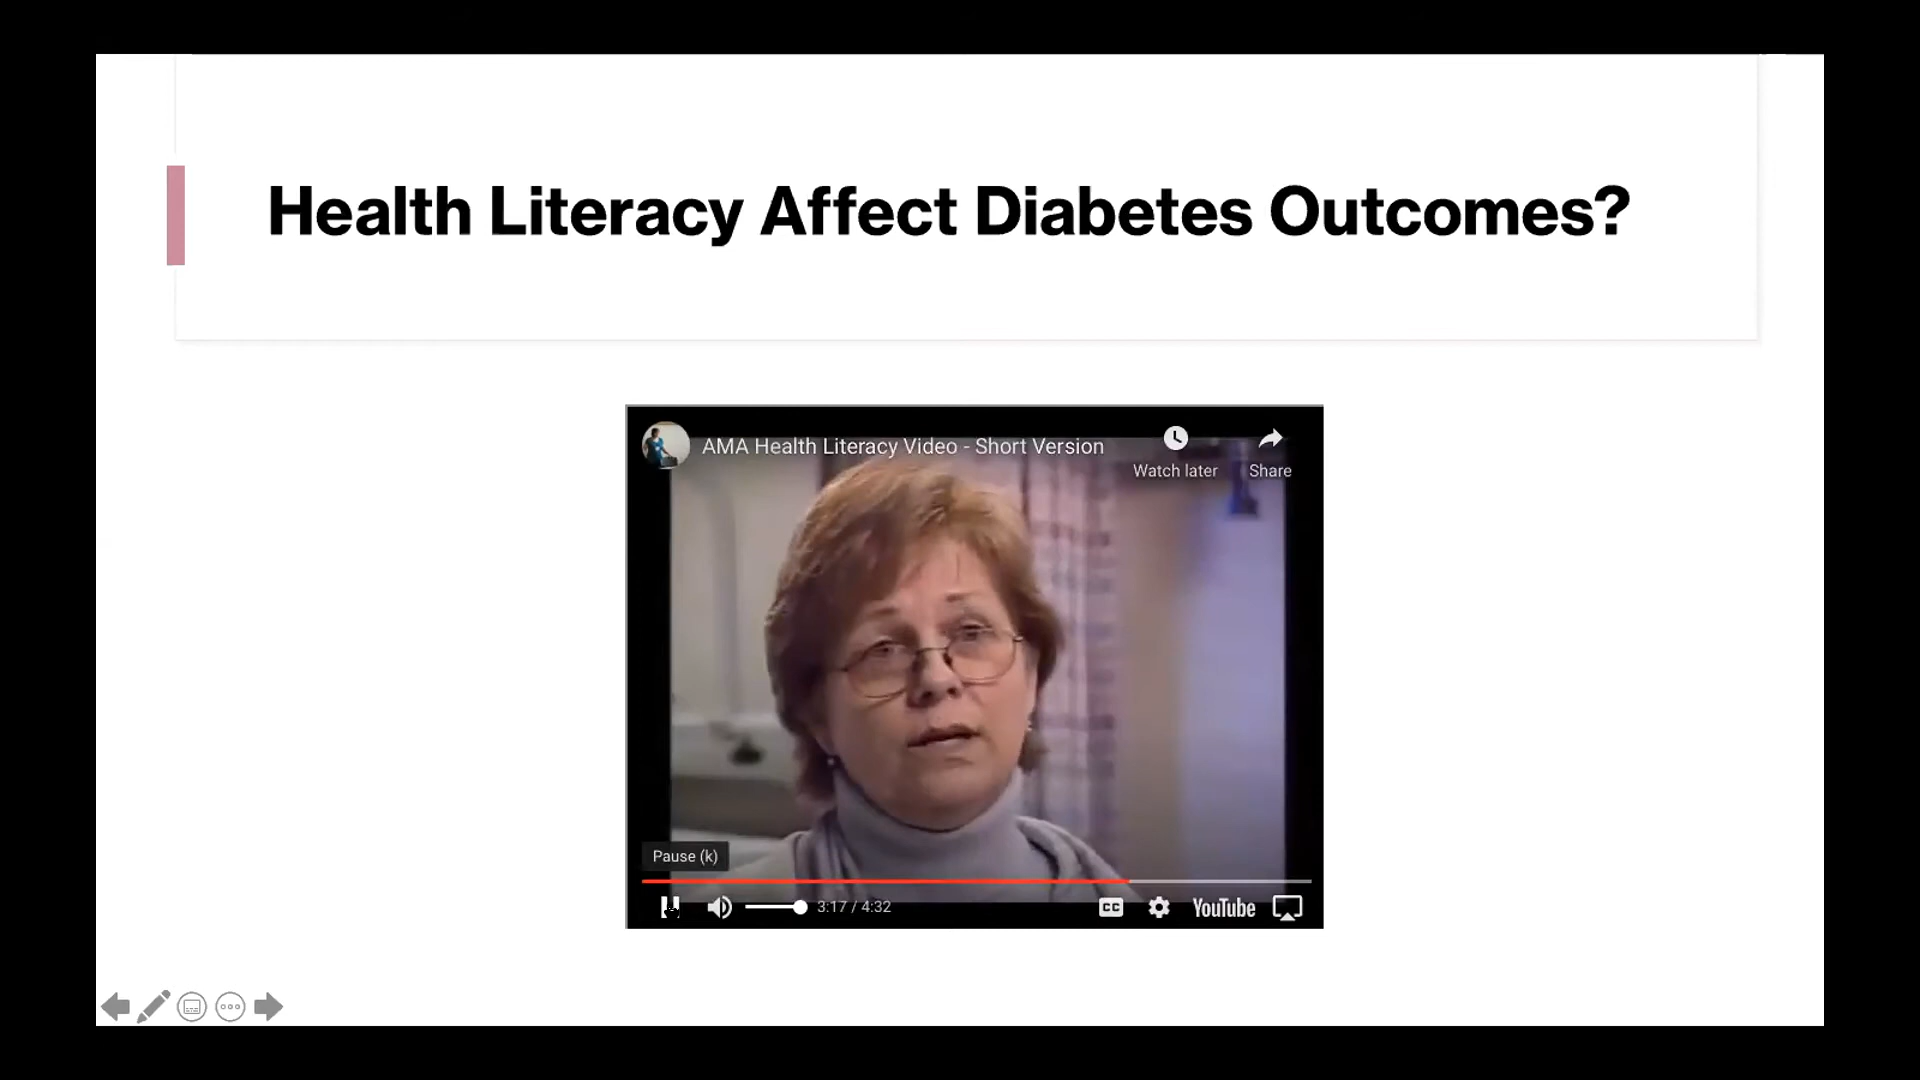 Health Literacy Affect Diabetes Outcomes?
AMA Health Literacy Video - Short Version
Watch later
Share
Pause (k)
3:17 / 4:32
CC
YouTube